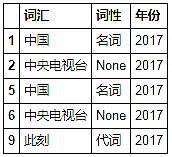 词汇 词性 年份
1 中国 名词 2017
2 中央电视台 None 2017
5 中国 名词 2017
6 中央电视台 None 2017
9 此刻 代词 2017